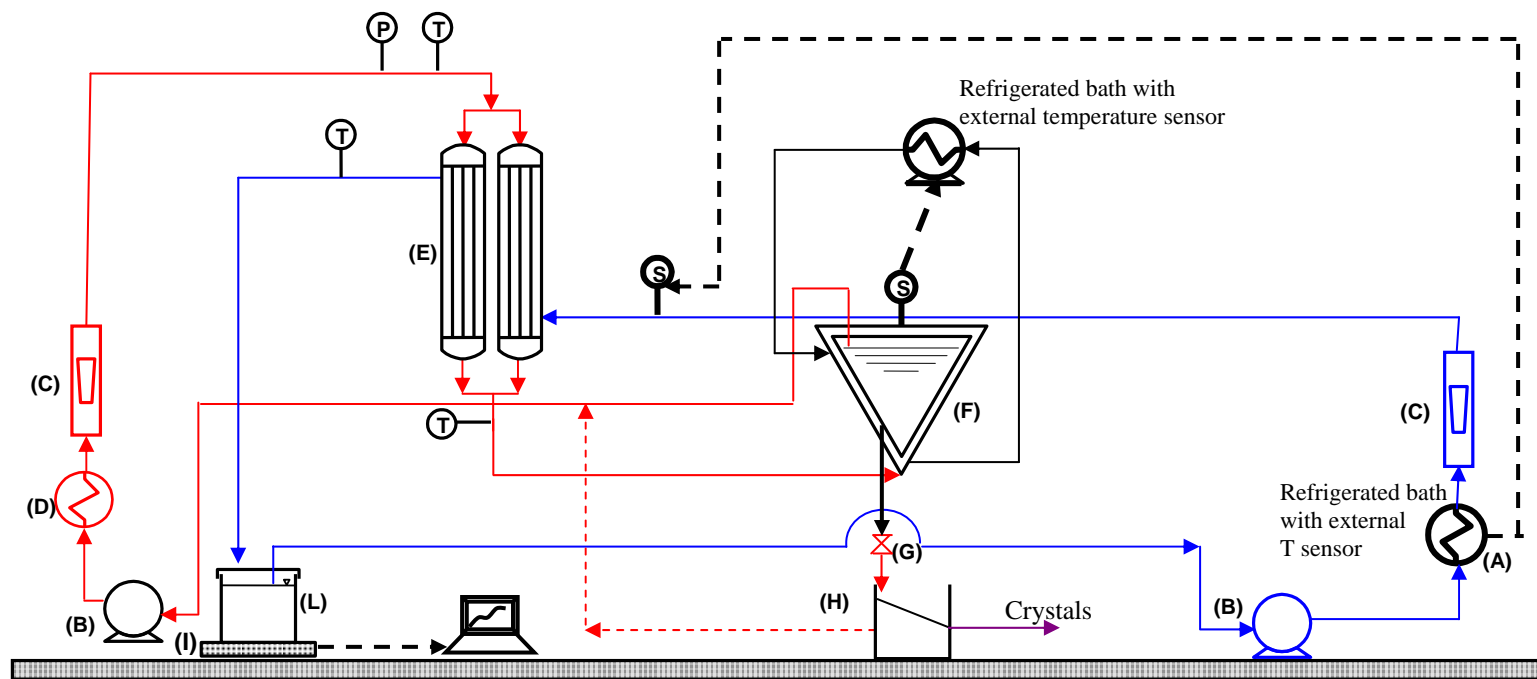 P
T
Refrigerated bath with
external temperature sensor
T
(E)
S
S
(C)
(F)
(C)
T
(D)
Refrigerated bath
with external
T sensor
(A)
(G)
(L)
(H)
Crystals
(B)
(B)
(I)